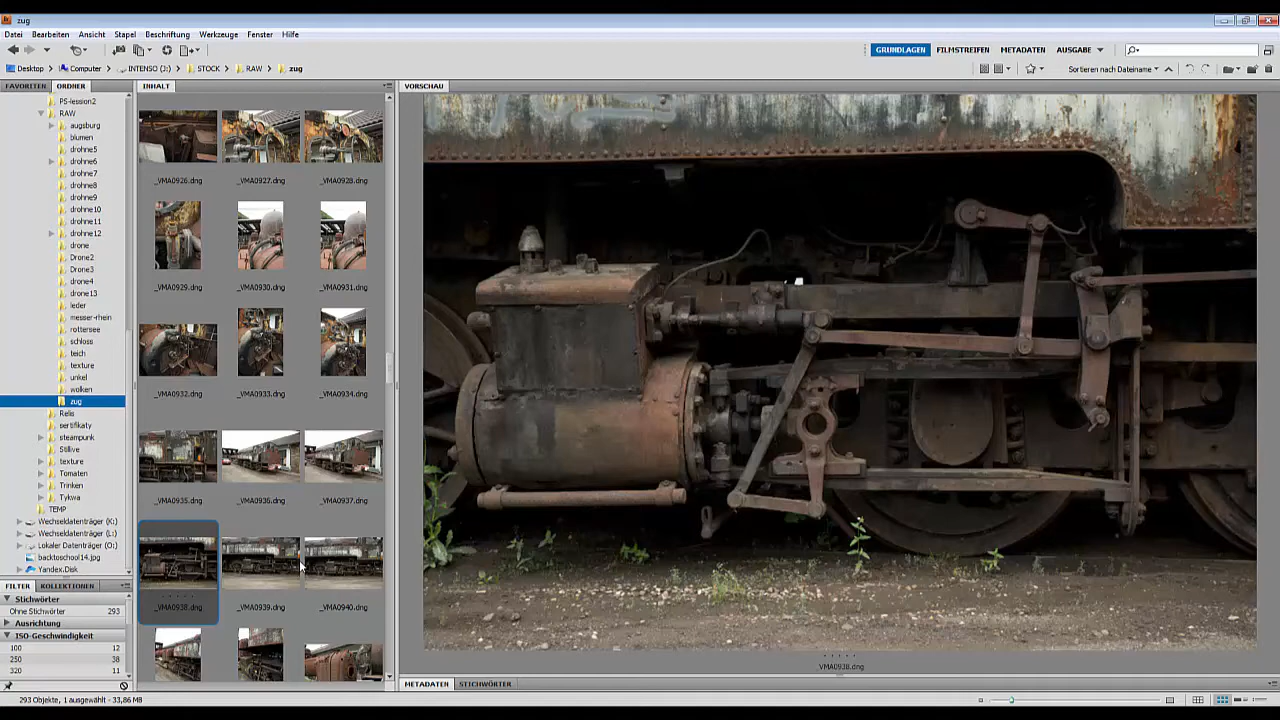 zug
Datei Bearbeiten Ansicht Stapel Beschriftung Werkzeuge Fenster Hilfe
GRUNDLAGEN FILMSTREIFEN METADATEN AUSGABE
Desktop Computer INTENSO (J:) STOCK RAW zug
Sortieren nach Dateiname
FAVORITEN ORDNER INHALT VORSCHAU
PS-lession2
RAW
augsburg
blumen
drohne5
drohne6
drohne7
drohne8
drohne9
drohne10
drohne11
drohne12
drone
Drone2
Drone3
drone4
drone13
leder
messer-rhein
rottersee
schloss
teich
texture
unkel
wolken
zug
Relis
sertifikaty
steampunk
Stillive
texture
Tomaten
Trinken
Tykwa
TEMP
Wechseldatenträger (K:)
Wechseldatenträger (L:)
Lokaler Datenträger (O:)
backtoschool14.jpg
Yandex.Disk
FILTER KOLLEKTIONEN
Stichwörter
Ohne Stichwörter 293
Ausrichtung
ISO-Geschwindigkeit
100 12
250 38
320 11
_VMA0926.dng _VMA0927.dng _VMA0928.dng
_VMA0929.dng _VMA0930.dng _VMA0931.dng
_VMA0932.dng _VMA0933.dng _VMA0934.dng
_VMA0935.dng _VMA0936.dng _VMA0937.dng
_VMA0938.dng _VMA0939.dng _VMA0940.dng
_VMA0938.dng
METADATEN STICHWÖRTER
293 Objekte, 1 ausgewählt - 33,86 MB